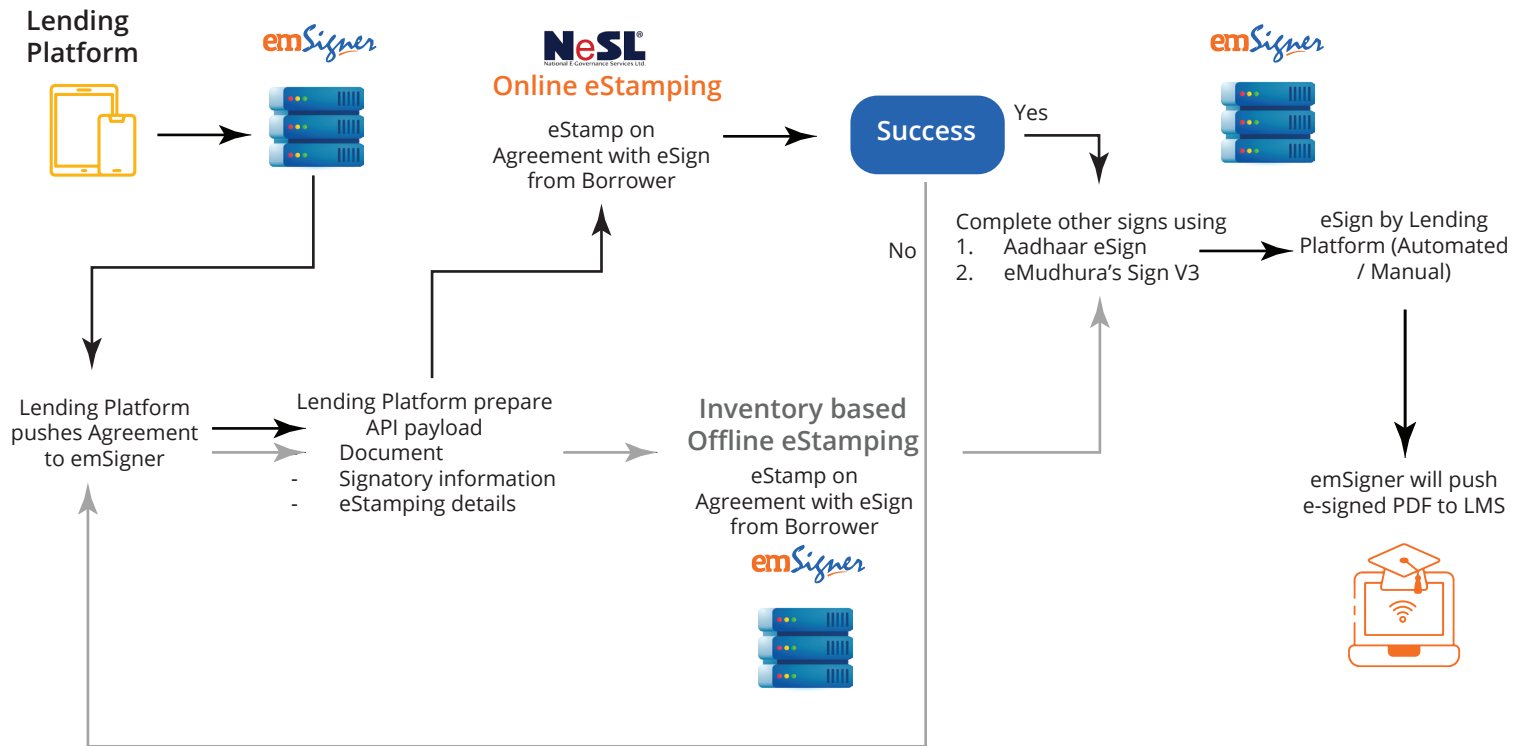 Lending
Platform
emSigner
NeSL®
National E-Governance Services Ltd.
Online eStamping
eStamp on
Agreement with eSign
from Borrower
Success
Yes
No
emSigner
Complete other signs using
1. Aadhaar eSign
2. eMudhura’s Sign V3
eSign by Lending
Platform (Automated
/ Manual)
Lending Platform
pushes Agreement
to emSigner
Lending Platform prepare
API payload
- Document
- Signatory information
- eStamping details
Inventory based
Offline eStamping
eStamp on
Agreement with eSign
from Borrower
emSigner
emSigner will push
e-signed PDF to LMS